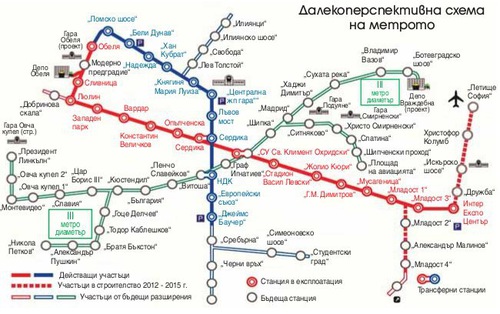 Далекоперспективна схема
на метрото
"Ломско шосе"
"Бели Дунав"
"Хан
Кубрат"
"Надежда"
"Княгиня
Мария Луиза"
"Илиянци"
"Свобода"
"Лев Толстой"
"Централна
жп гара"
"Лъвов
мост"
Сердика
Гара
Обеля
(проект)
Обеля
Депо
Обеля
"Модерно
предградие"
Сливница
Люлин
"Добринова
скала"
Западен
парк
Вардар
Константин
Величков
Опълченска
Сердика
Гара Овча
купел (стр.)
"Президент
Линкълн"
"Овча купел 2"
"Овча купел 1"
Монтевидео"
"Славия"
"Цар
Борис III"
"Кюстендил"
"България"
"Пенчо
Славейков"
"Витоша"
"Граф
Игнатиев"
III
метро
диаметър
"Гоце Делчев"
"Тодор Каблешков"
"Братя Бъкстон"
"Александър
Пушкин"
"Никола
Петков"
НДК
"Европейски
съюз"
"Джеймс
Баучер"
"Сребърна"
"Черни връх"
"Симеоновско
шосе"
"Студентски
град"
"Шипка"
"Мадрид"
"Хаджи
Димитър"
"Суха река"
"Владимир
Вазов"
"Ботевградско
шосе"
III
метро
диаметър
Депо
Враждебна
(проект)
Гара
Подуяне"
Гара
"Смирненски"
"Ситняково"
"Христо Смирненски"
"Слатина"
"Шипченски проход"
"Площад
на авиацията"
"СУ Св. Климент Охридски"
"Стадион
Васил Левски"
"Жолио Кюри"
"Г.М. Димитров"
"Мусагеница"
"Младост 1"
"Младост 3"
"Младост 2"
"Александър Малинов"
"Младост 4"
"Интер
Експо
Център"
"Дружба"
"Искърско
шосе"
Христофор
Колумб
"Летище
София"
P
Действащи участъци
Участъци в строителство 2012 - 2015 г.
Участъци от бъдещи разширения
Станция в експлоатация
Бъдеща станция
Трансферни станции